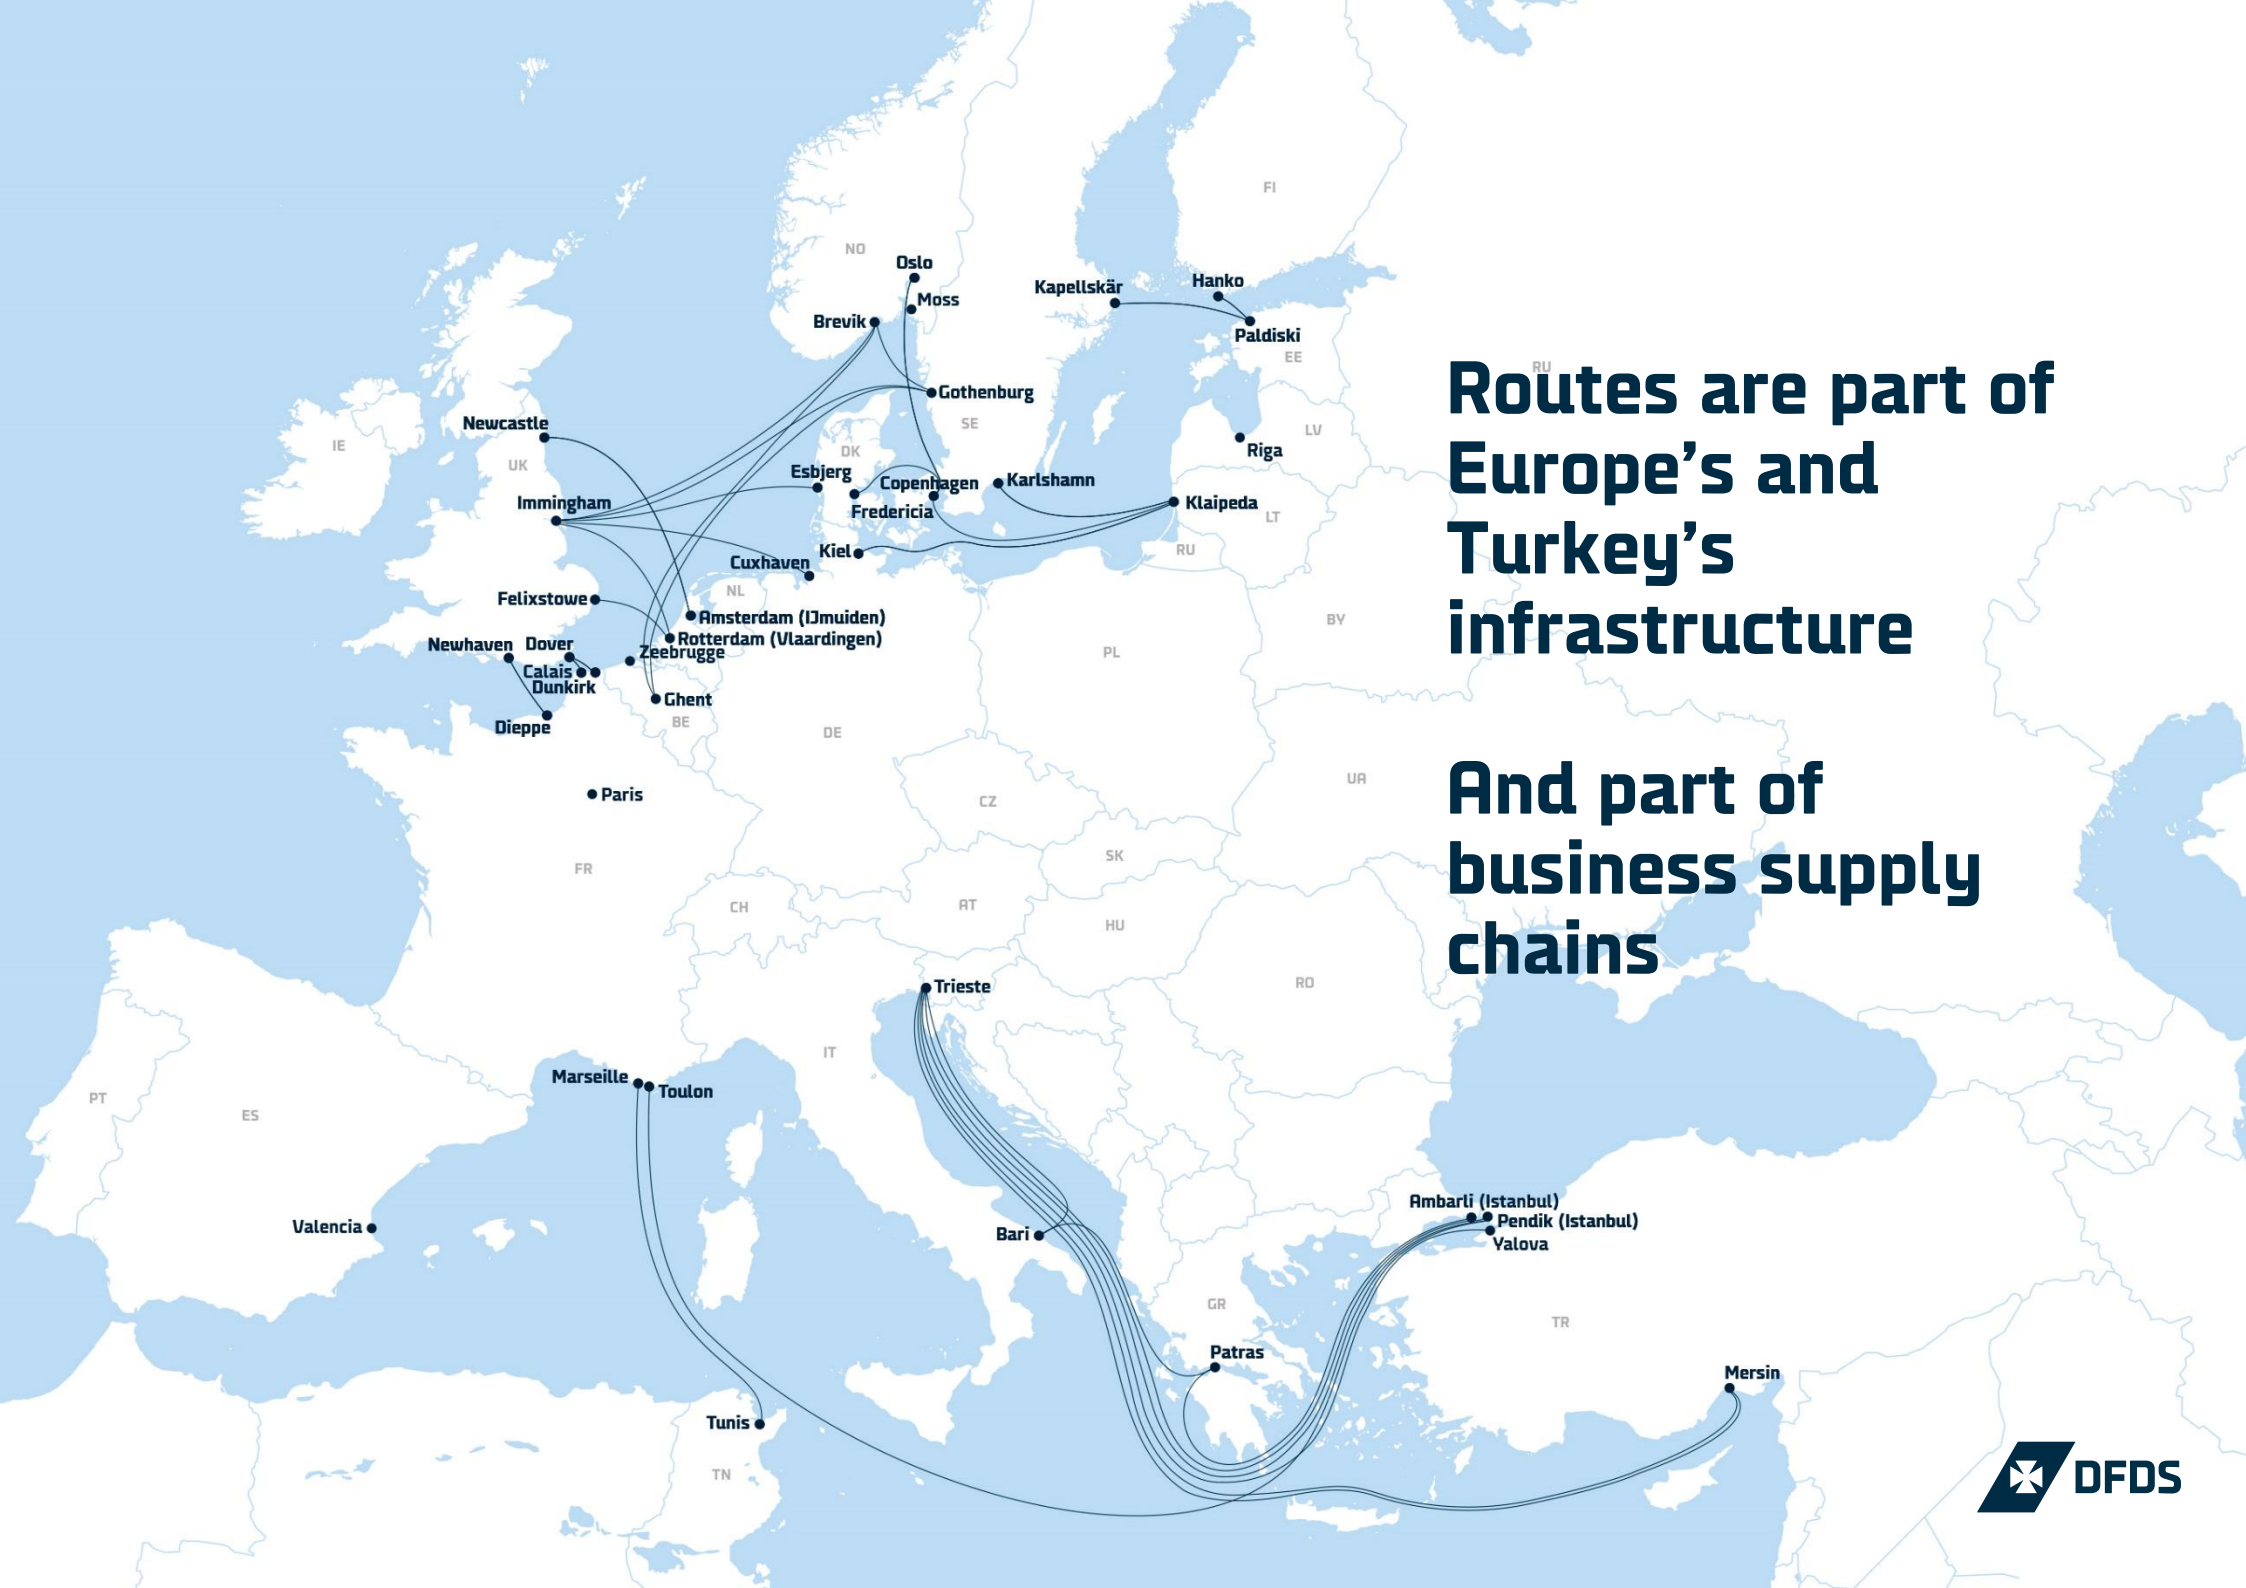 FI
NO
Oslo
Moss
Brevik
Kapellskär
Hanko
Paldiski
EE
Gothenburg
SE
Newcastle
IE
UK
DK
LV
Riga
Esbjerg
Copenhagen
Karlshamn
Immingham
Fredericia
Klaipeda
LT
Kiel
RU
Cuxhaven
NL
Felixstowe
Amsterdam (IJmuiden)
Rotterdam (Vlaardingen)
Zeebrugge
Newhaven
Dover
Calais
Dunkirk
Ghent
BE
Dieppe
BY
PL
DE
Paris
UA
CZ
FR
SK
CH
AT
HU
RO
Trieste
IT
Marseille
Toulon
PT
ES
Valencia
Bari
Ambarli (Istanbul)
Pendik (Istanbul)
Yalova
GR
TR
Patras
Mersin
Tunis
TN
RU
Routes are part of
Europe’s and
Turkey’s
infrastructure
And part of
business supply
chains
DFDS